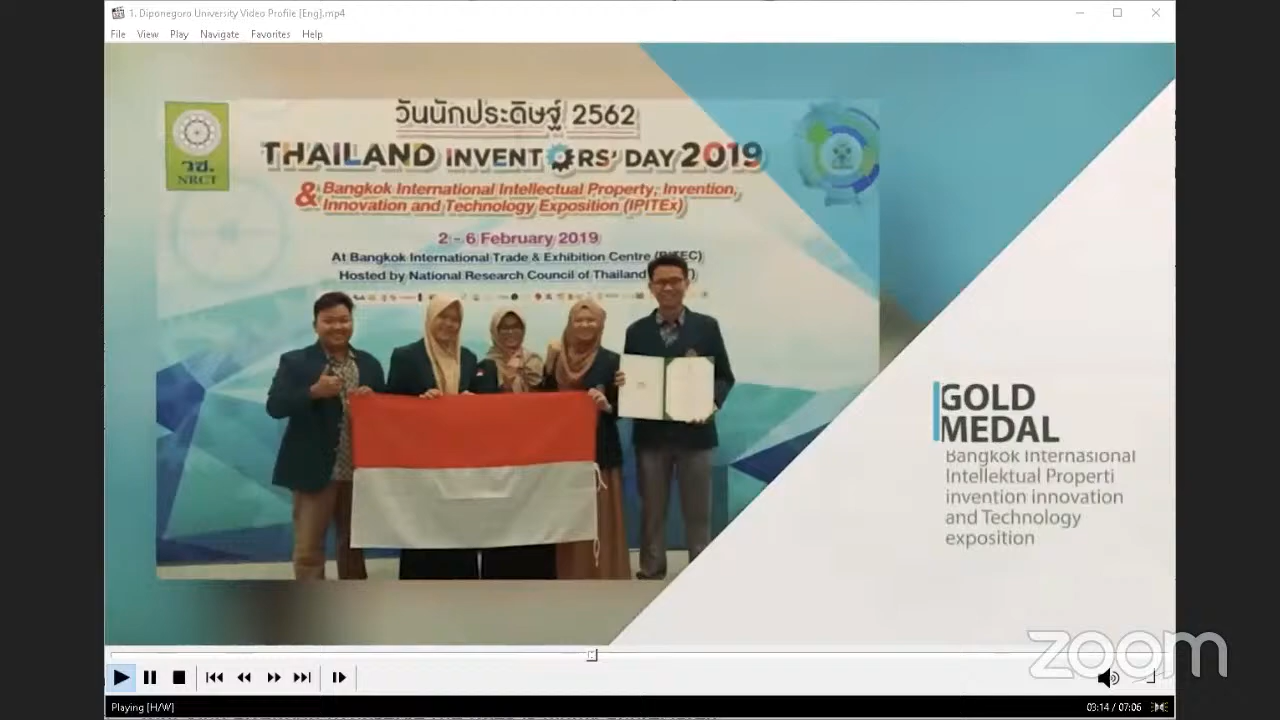 1. Diponegoro University Video Profile [Eng].mp4
File View Play Navigate Favorites Help
วันนักประดิษฐ์ 2562
THAILAND INVENTORS' DAY 2019
& Bangkok International Intellectual Property, Invention,
Innovation and Technology Exposition (IPITEx)
2 - 6 February 2019
At Bangkok International Trade & Exhibition Centre
Hosted by National Research Council of Thailand
วช.
NRCT
GOLD
MEDAL
Bangkok Internasional
Intellektual Properti
invention innovation
and Technology
exposition
zoom
Playing [H/W]
03:14 / 07:06